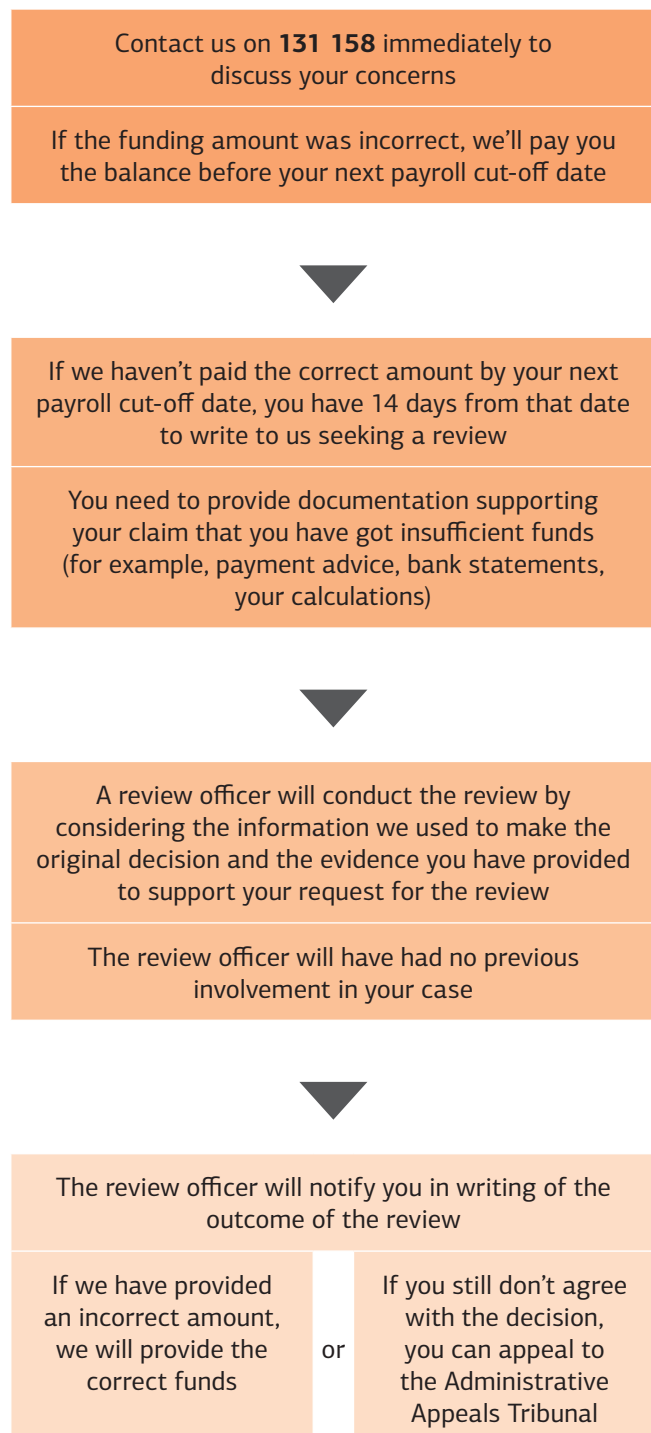 Contact us on 131 158 immediately to
discuss your concerns
If the funding amount was incorrect, we’ll pay you
the balance before your next payroll cut-off date
If we haven’t paid the correct amount by your next
payroll cut-off date, you have 14 days from that date
to write to us seeking a review
You need to provide documentation supporting
your claim that you have got insufficient funds
(for example, payment advice, bank statements,
your calculations)
A review officer will conduct the review by
considering the information we used to make the
original decision and the evidence you have provided
to support your request for the review
The review officer will have had no previous
involvement in your case
The review officer will notify you in writing of the
outcome of the review
If we have provided
an incorrect amount,
we will provide the
correct funds
or
If you still don’t agree
with the decision,
you can appeal to
the Administrative
Appeals Tribunal